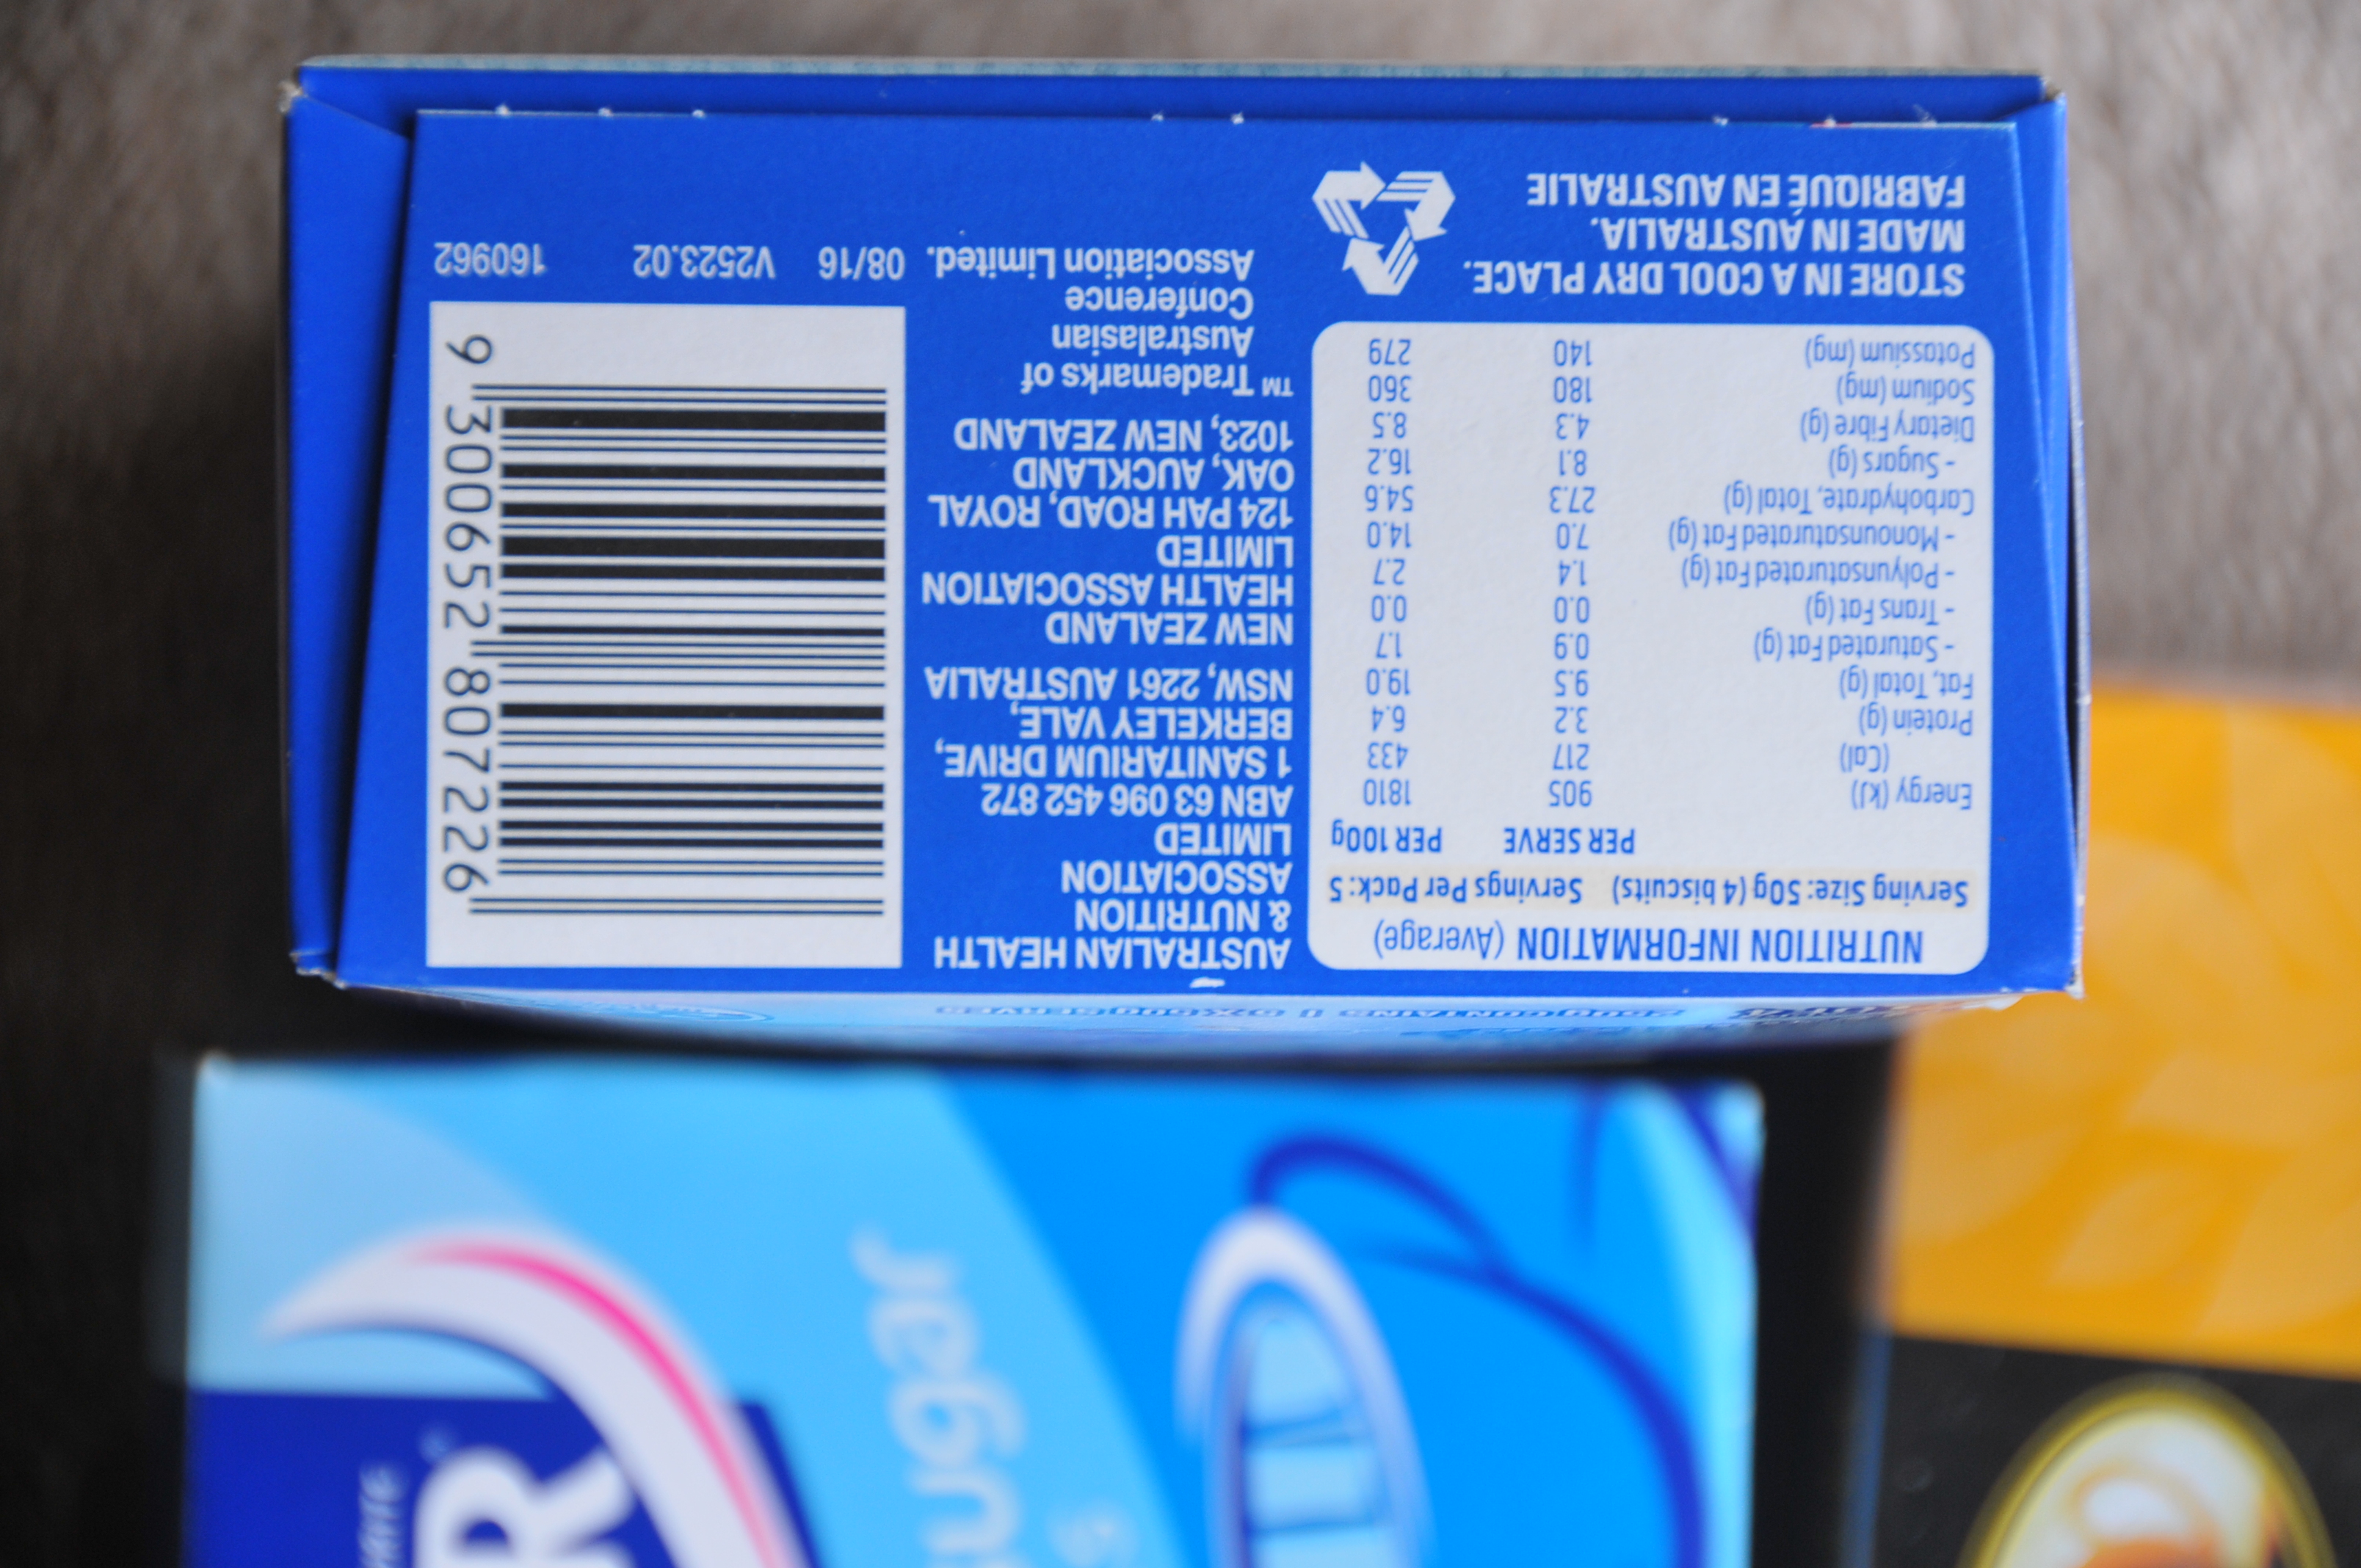 NUTRITION INFORMATION (Average)
Serving Size: 50g (4 biscuits) Servings Per Pack: 5
PER SERVE PER 100g
Energy (kJ) 905 1810
(Cal) 217 433
Protein (g) 3.2 6.4
Fat, Total (g) 9.5 19.0
- Saturated Fat (g) 0.9 1.7
- Trans Fat (g) 0.0 0.0
- Polyunsaturated Fat (g) 1.4 2.7
- Monounsaturated Fat (g) 7.0 14.0
Carbohydrate, Total (g) 27.3 54.6
- Sugars (g) 8.1 16.2
Dietary Fibre (g) 4.3 8.5
Sodium (mg) 180 360
Potassium (mg) 140 279
STORE IN A COOL DRY PLACE.
MADE IN AUSTRALIA.
FABRIQUÉ EN AUSTRALIE
AUSTRALIAN HEALTH
& NUTRITION
ASSOCIATION
LIMITED
ABN 63 096 452 872
1 SANITARIUM DRIVE,
BERKELEY VALE,
NSW, 2261 AUSTRALIA
NEW ZEALAND
HEALTH ASSOCIATION
LIMITED
124 PAH ROAD, ROYAL
OAK, AUCKLAND
1023, NEW ZEALAND
™ Trademarks of
Australasian
Conference
Association Limited.
08/16 V2523.02 160962
9 300652 807226